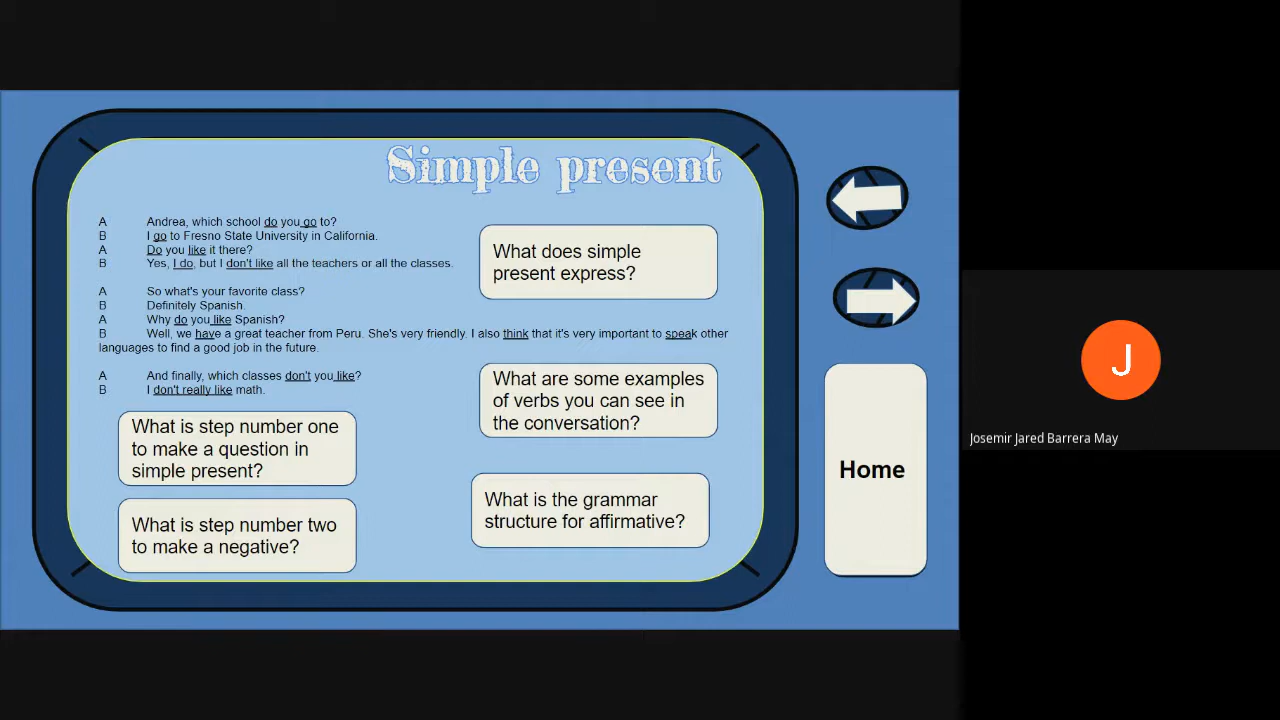 Simple present
A Andrea, which school do you go to?
B I go to Fresno State University in California.
A Do you like it there?
B Yes, I do, but I don't like all the teachers or all the classes.
A So what's your favorite class?
B Definitely Spanish.
A Why do you like Spanish?
B Well, we have a great teacher from Peru. She's very friendly. I also think that it's very important to speak other
languages to find a good job in the future.
A And finally, which classes don't you like?
B I don't really like math.
What does simple
present express?
What are some examples
of verbs you can see in
the conversation?
What is step number one
to make a question in
simple present?
What is the grammar
structure for affirmative?
What is step number two
to make a negative?
Home
J
Josemir Jared Barrera May